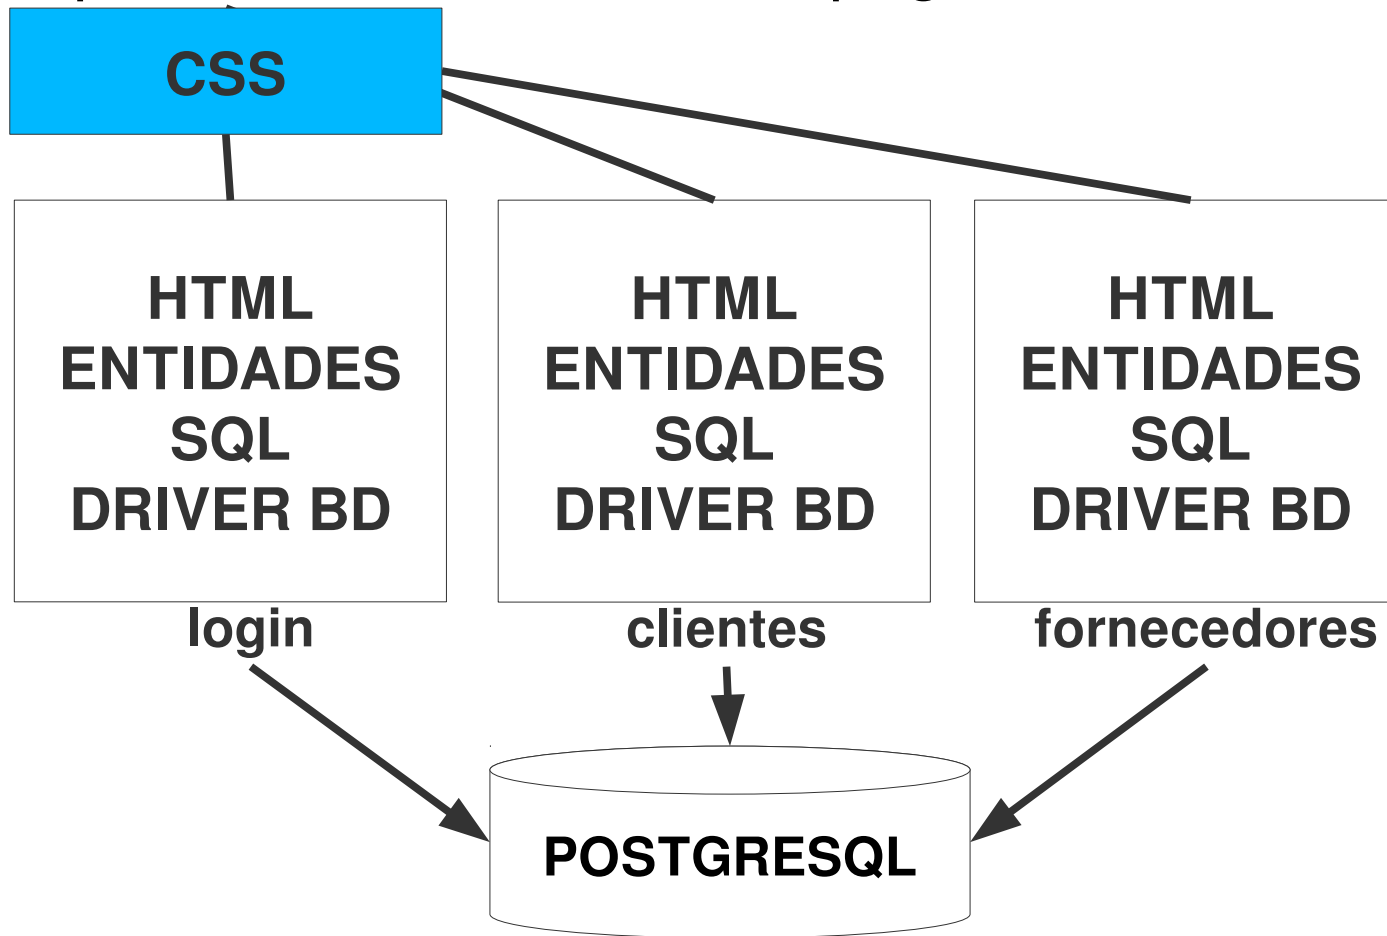 CSS
HTML
ENTIDADES
SQL
DRIVER BD
login
HTML
ENTIDADES
SQL
DRIVER BD
clientes
HTML
ENTIDADES
SQL
DRIVER BD
fornecedores
POSTGRESQL